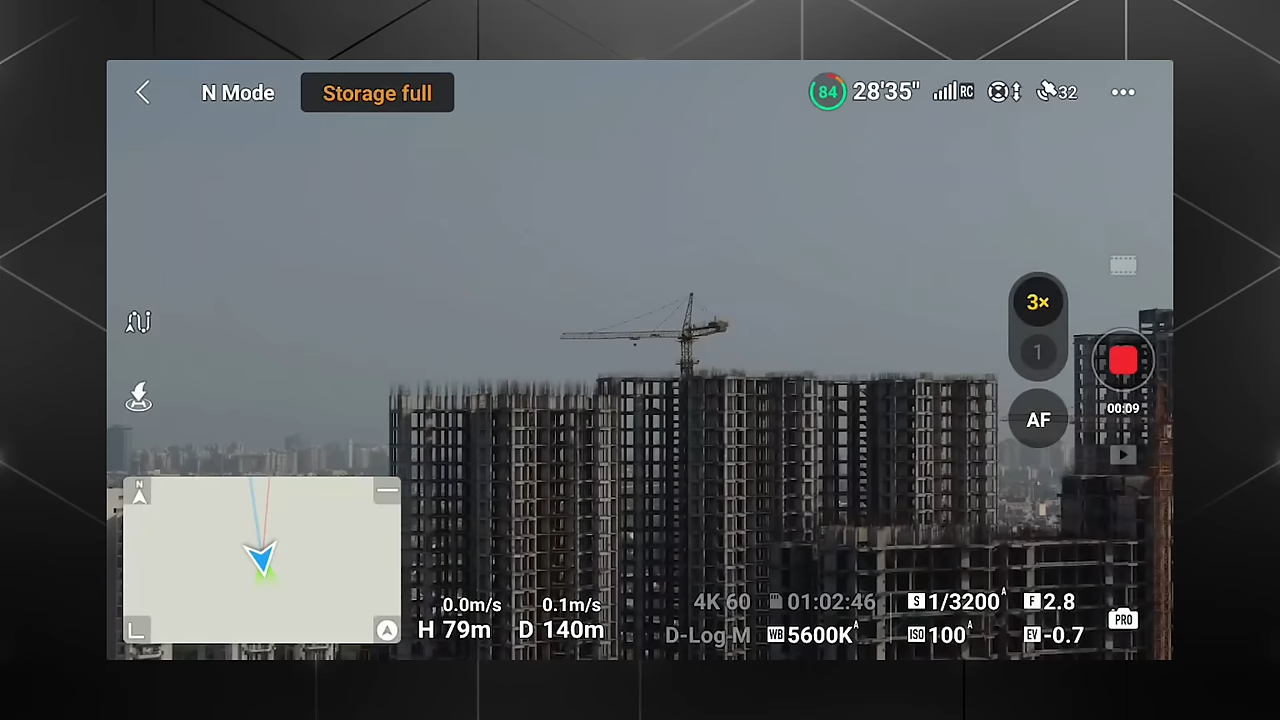 N Mode
Storage full
84
28'35"
RC
32
3×
1
AF
00:09
N
0.0m/s
0.1m/s
H 79m
D 140m
4K 60
01:02:46
S 1/3200 A
F 2.8
D-Log M
WB 5600K A
ISO 100 A
EV -0.7
PRO